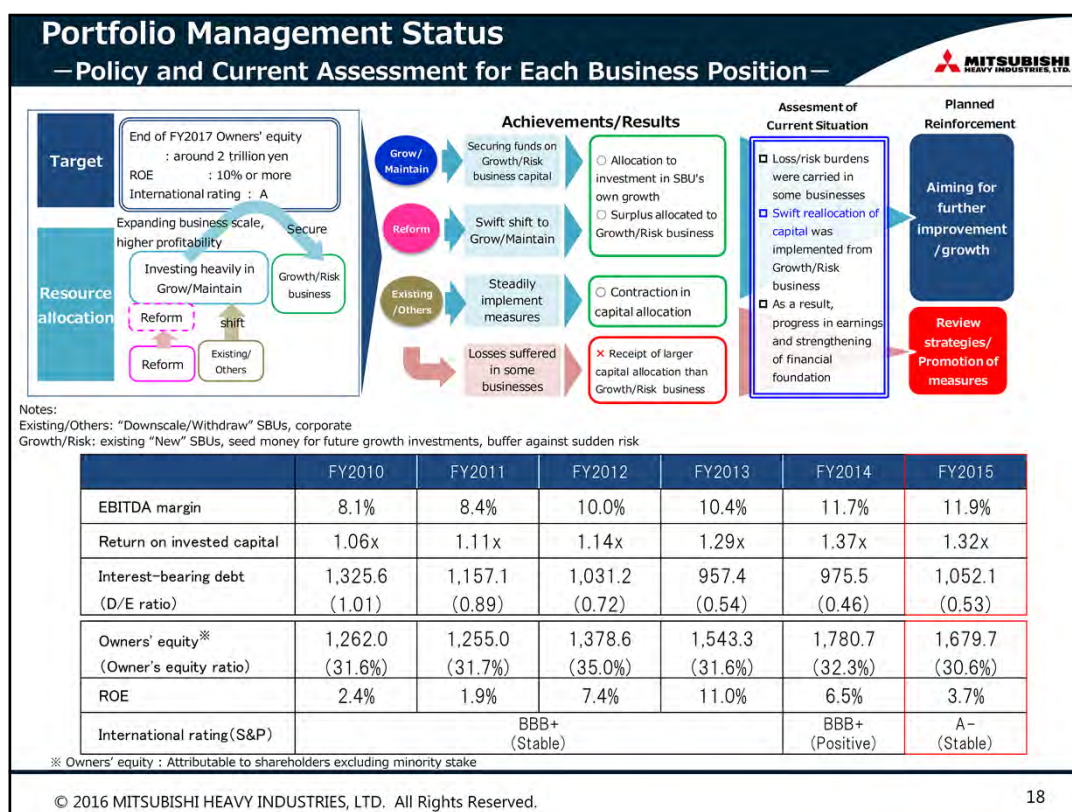 Portfolio Management Status
－Policy and Current Assessment for Each Business Position－
MITSUBISHI
HEAVY INDUSTRIES, LTD.
Target
End of FY2017 Owners' equity
: around 2 trillion yen
ROE : 10% or more
International rating : A
Resource
allocation
Expanding business scale,
higher profitability
Secure
Investing heavily in
Grow/Maintain
Growth/Risk
business
Reform
shift
Reform
Existing/
Others
Achievements/Results
Grow/
Maintain
Securing funds on
Growth/Risk
business capital
○ Allocation to
investment in SBU's
own growth
○ Surplus allocated to
Growth/Risk business
Reform
Swift shift to
Grow/Maintain
Existing
/Others
Steadily
implement
measures
○ Contraction in
capital allocation
Losses suffered
in some
businesses
× Receipt of larger
capital allocation than
Growth/Risk business
Assesment of
Current Situation
Loss/risk burdens
were carried in
some businesses
Swift reallocation of
capital was
implemented from
Growth/Risk
business
As a result,
progress in earnings
and strengthening
of financial
foundation
Planned
Reinforcement
Aiming for
further
improvement
/growth
Review
strategies/
Promotion of
measures
Notes:
Existing/Others: “Downscale/Withdraw” SBUs, corporate
Growth/Risk: existing “New” SBUs, seed money for future growth investments, buffer against sudden risk
FY2010 FY2011 FY2012 FY2013 FY2014 FY2015
EBITDA margin 8.1% 8.4% 10.0% 10.4% 11.7% 11.9%
Return on invested capital 1.06x 1.11x 1.14x 1.29x 1.37x 1.32x
Interest-bearing debt 1,325.6 1,157.1 1,031.2 957.4 975.5 1,052.1
(D/E ratio) (1.01) (0.89) (0.72) (0.54) (0.46) (0.53)
Owners' equity※ 1,262.0 1,255.0 1,378.6 1,543.3 1,780.7 1,679.7
(Owner's equity ratio) (31.6%) (31.7%) (35.0%) (31.6%) (32.3%) (30.6%)
ROE 2.4% 1.9% 7.4% 11.0% 6.5% 3.7%
International rating(S&P) BBB+ BBB+ A-
(Stable) (Positive) (Stable)
※ Owners' equity : Attributable to shareholders excluding minority stake
© 2016 MITSUBISHI HEAVY INDUSTRIES, LTD. All Rights Reserved.
18